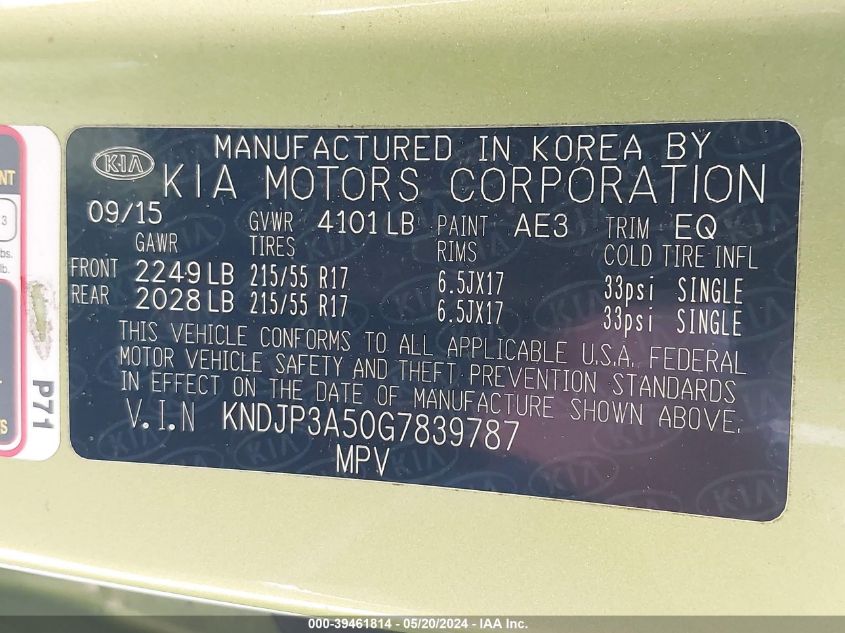 MANUFACTURED IN KOREA BY
KIA KIA MOTORS CORPORATION
09/15 GVWR 4101 LB PAINT AE3 TRIM EQ
GAWR TIRES RIMS COLD TIRE INFL
FRONT 2249 LB 215/55 R17 6.5JX17 33psi SINGLE
REAR 2028 LB 215/55 R17 6.5JX17 33psi SINGLE
THIS VEHICLE CONFORMS TO ALL APPLICABLE U.S.A. FEDERAL
MOTOR VEHICLE SAFETY AND THEFT PREVENTION STANDARDS
IN EFFECT ON THE DATE OF MANUFACTURE SHOWN ABOVE.
V.I.N KNDJP3A50G7839787
MPV
P71
000-39461814 - 05/20/2024 - IAA Inc.